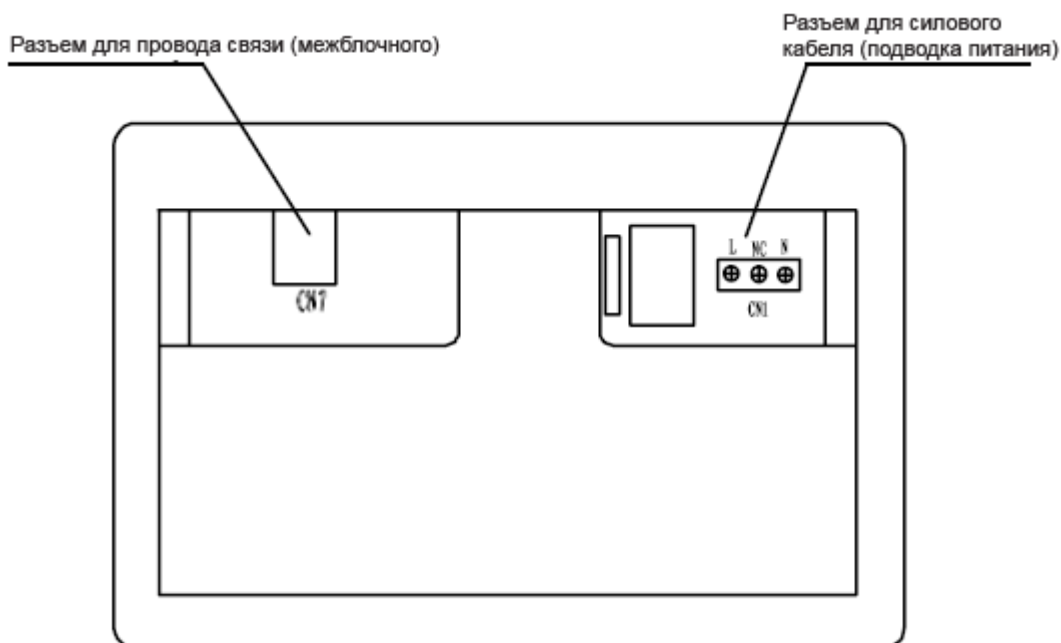 Разъем для провода связи (межблочного)
Разъем для силового
кабеля (подводка питания)
L NC N
CN7
CN1